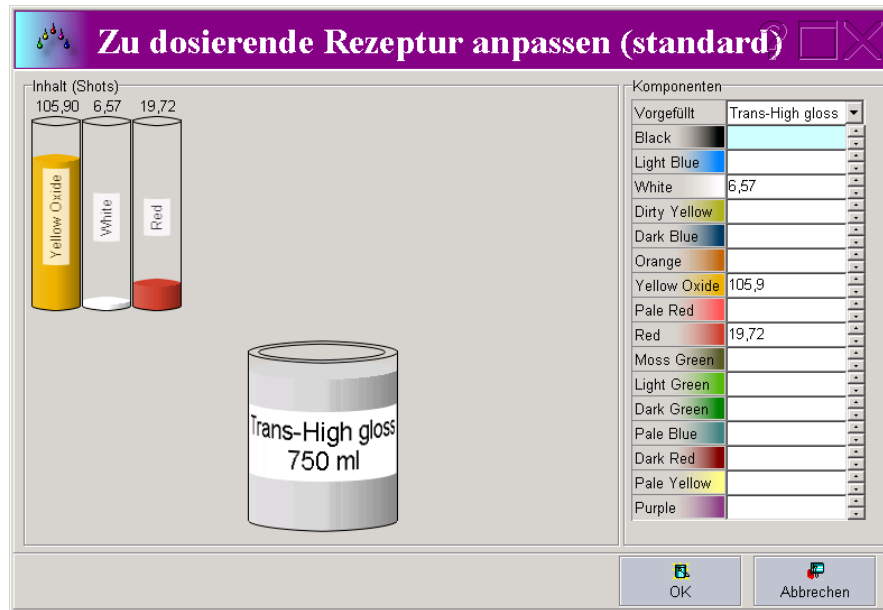 Zu dosierende Rezeptur anpassen (standard)
Inhalt (Shots)
105,90 6,57 19,72
Yellow Oxide
White
Red
Trans-High gloss
750 ml
Komponenten
Vorgefüllt Trans-High gloss
Black
Light Blue
White 6,57
Dirty Yellow
Dark Blue
Orange
Yellow Oxide 105,9
Pale Red
Red 19,72
Moss Green
Light Green
Dark Green
Pale Blue
Dark Red
Pale Yellow
Purple
OK Abbrechen